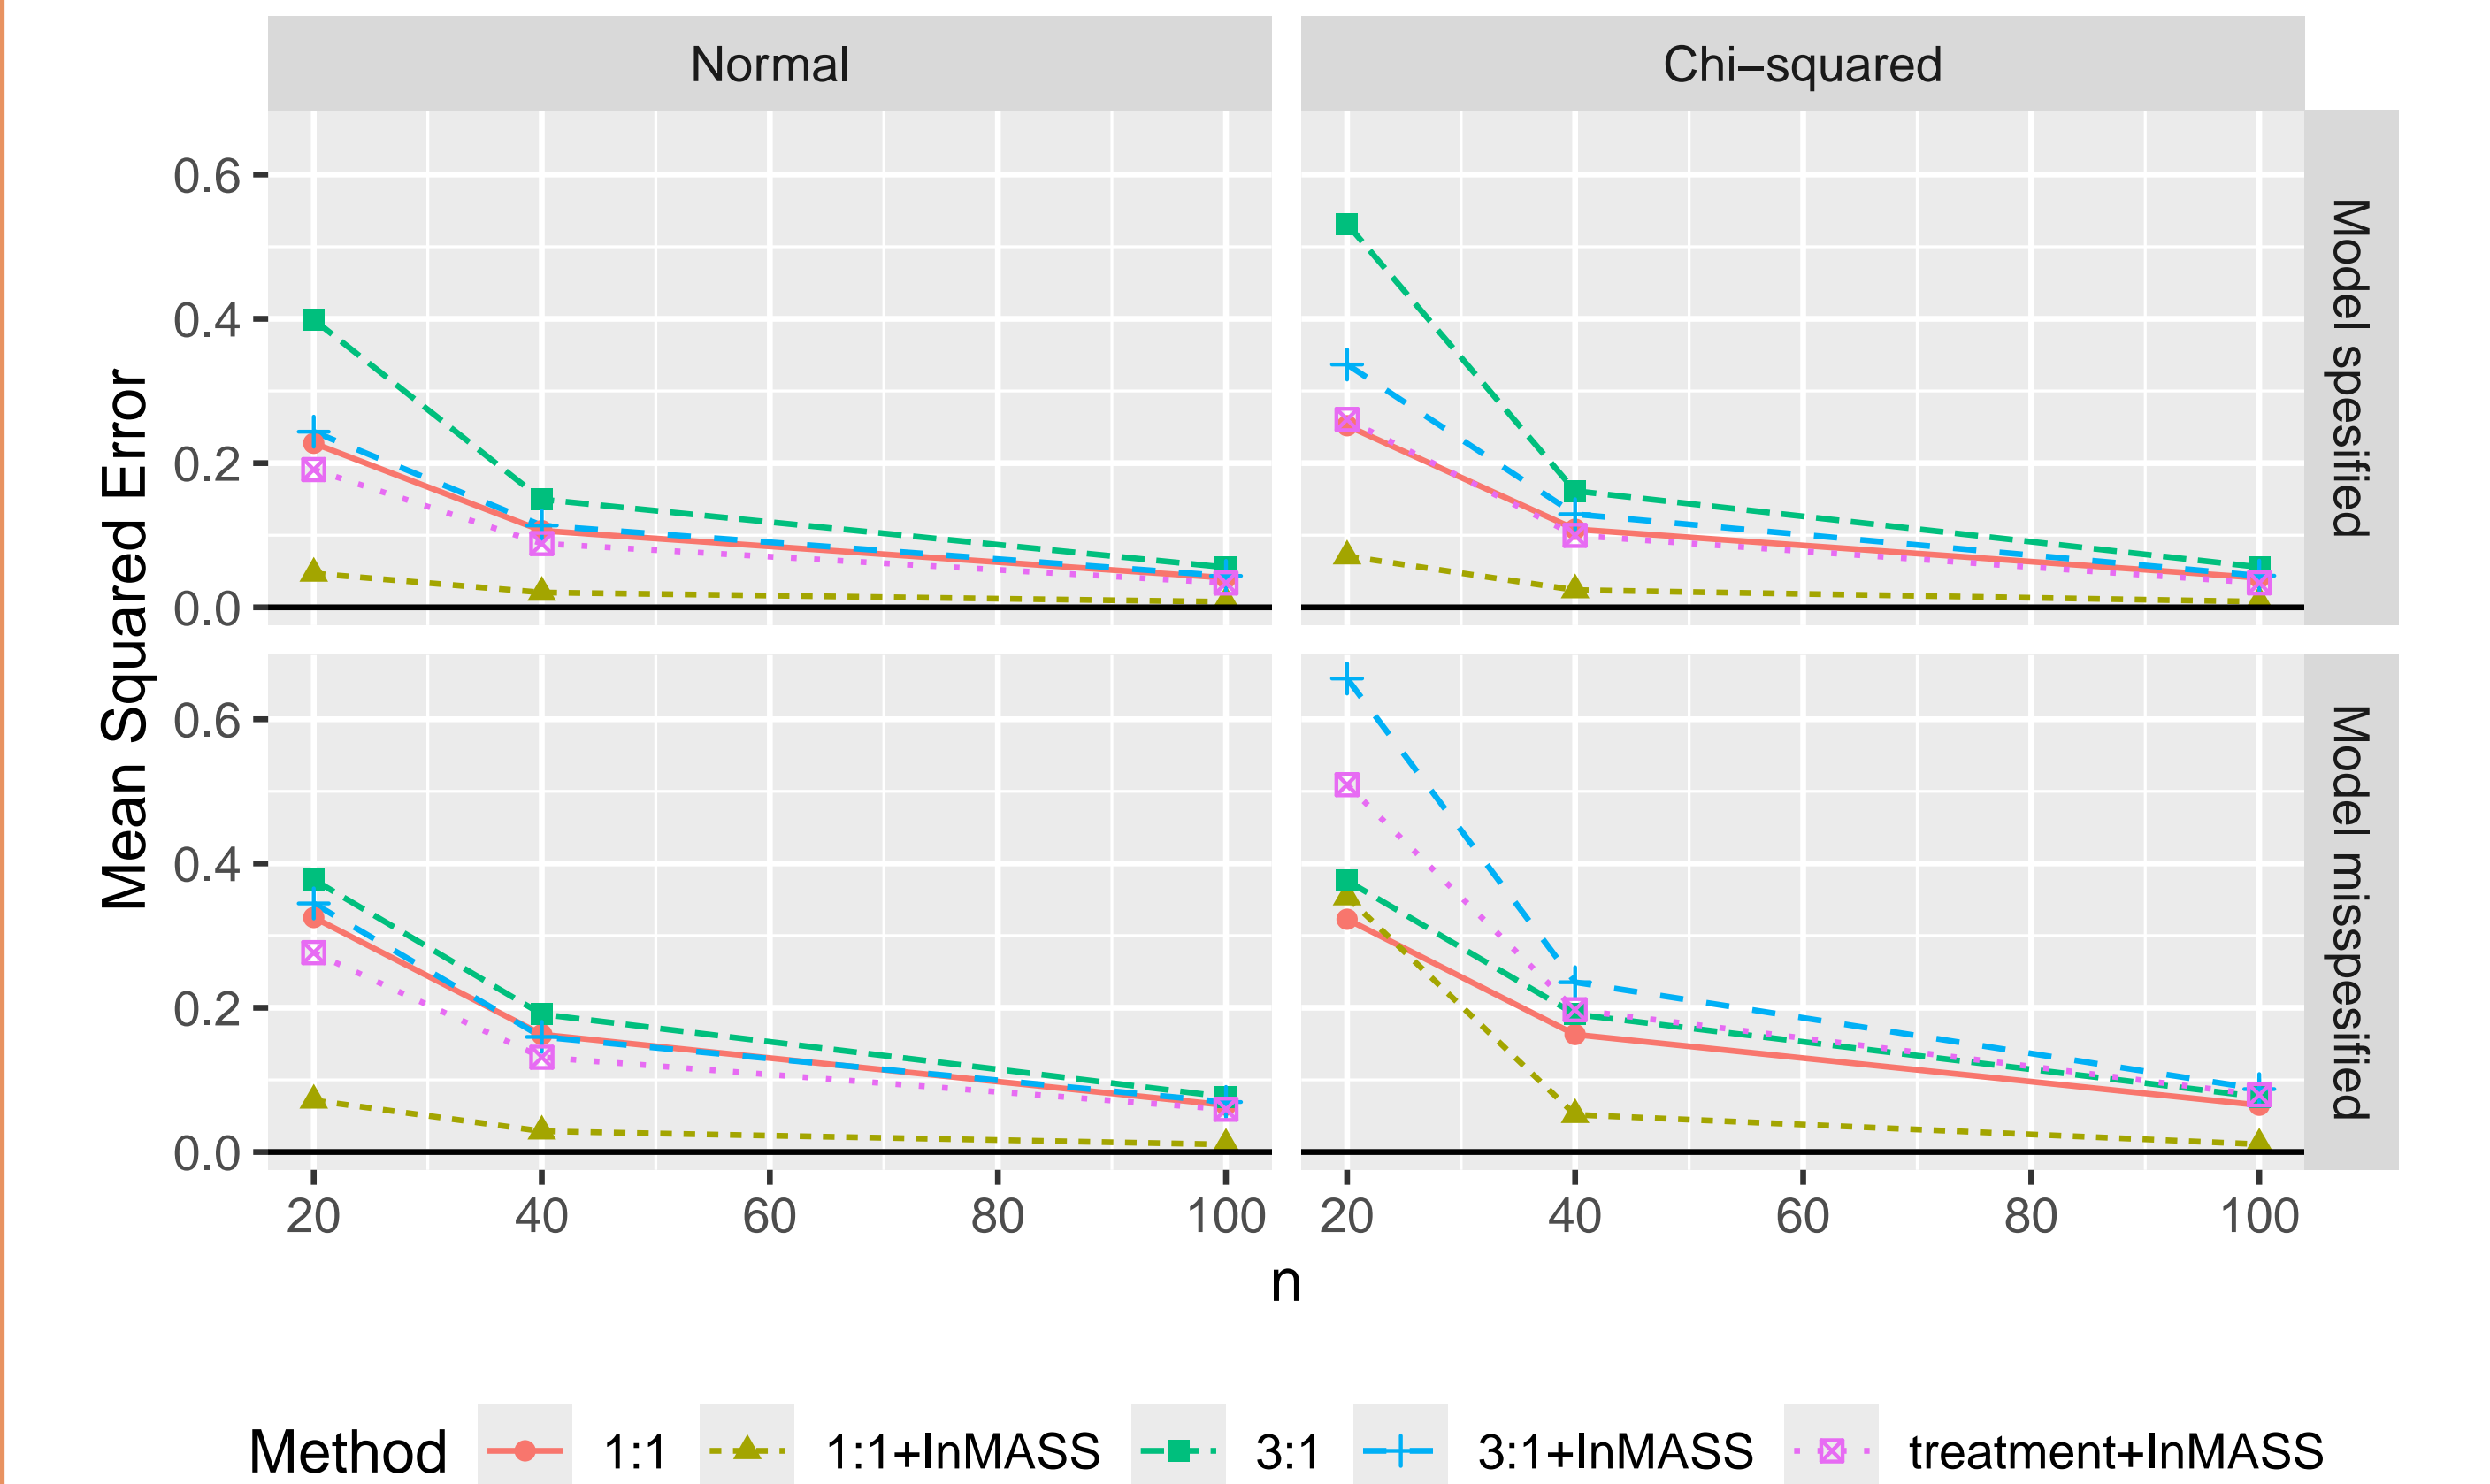 Normal
Chi−squared
0.6
0.4
0.2
0.0
Model spesified
Mean Squared Error
0.6
0.4
0.2
0.0
Model misspesified
20 40 60 80 100 20 40 60 80 100
n
Method 1:1 1:1+InMASS 3:1 3:1+InMASS treatment+InMASS